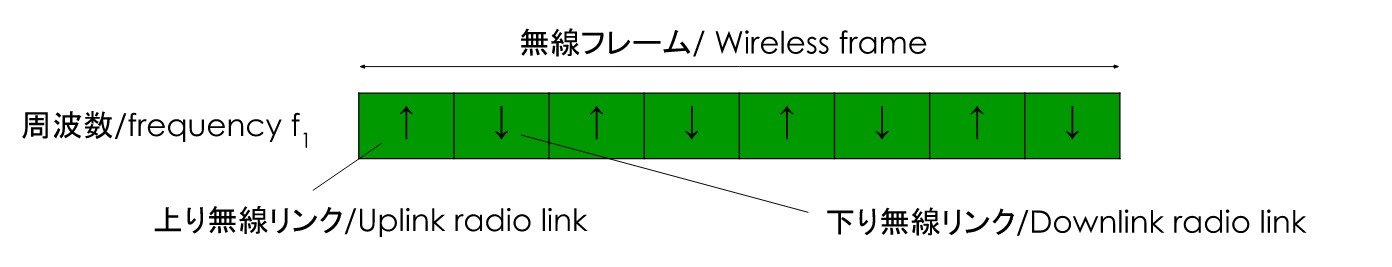 無線フレーム/ Wireless frame
周波数/frequency f1
↑ ↓ ↑ ↓ ↑ ↓ ↑ ↓
上り無線リンク/Uplink radio link
下り無線リンク/Downlink radio link